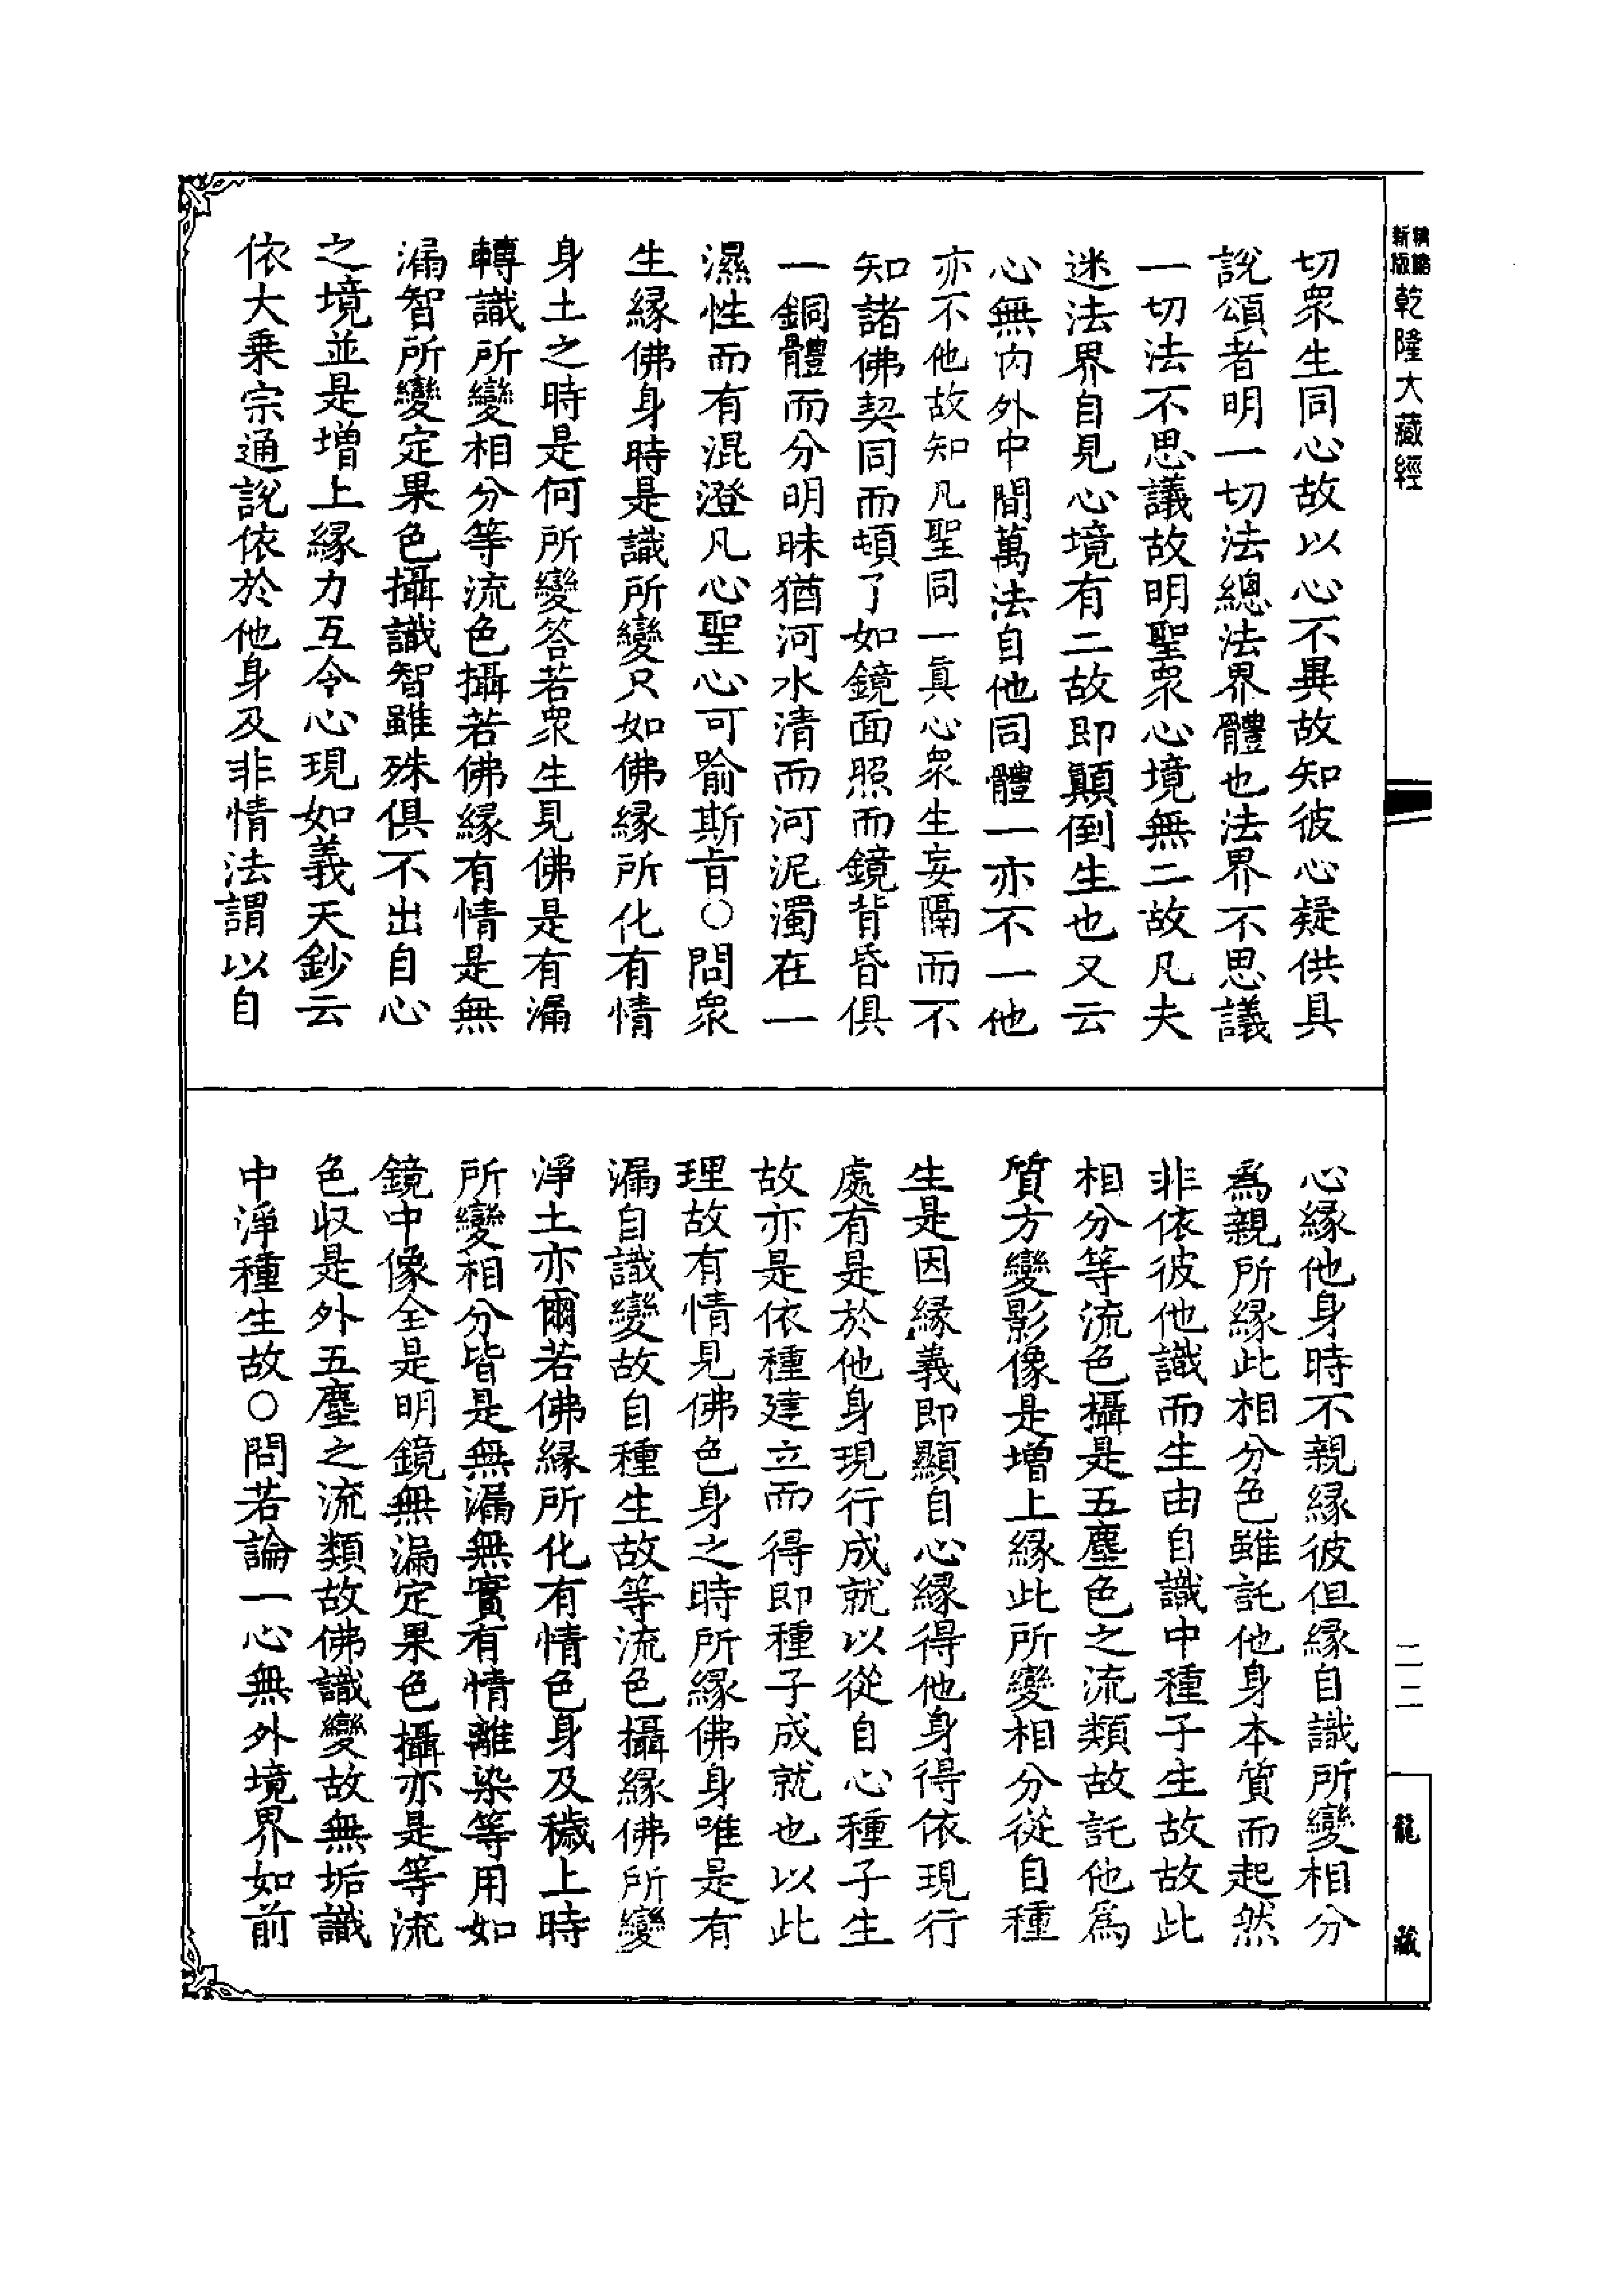 切衆生同心故以心不異故知彼心疑供具
說頌者明一切法總法界體也法界不思議
一切法不思議故明聖衆心境無二故凡夫
迷法界自見心境有二故即顛倒生也又云
心無內外中間萬法自他同體一亦不一他
亦不他故知凡聖同一真心衆生妄隔而不
知諸佛契同而頓了如鏡面照而鏡背昏俱
一銅體而分明昧猶河水清而河泥濁在一
濕性而有混澄凡心聖心可喻斯旨○問衆
生緣佛身時是識所變只如佛緣所化有情
身土之時是何所變答若衆生見佛是有漏
轉識所變相分等流色攝若佛緣有情是無
漏智所變定果色攝識智雖殊俱不出自心
之境並是增上緣力互令心現如義天鈔云
依大乘宗通說依於他身及非情法謂以自
心緣他身時不親緣彼但緣自識所變相分
爲親所緣此相分色雖託他身本質而起然
非依彼他識而生由自識中種子生故故此
相分等流色攝是五塵色之流類故託他爲
質方變影像是增上緣此所變相分從自種
生是因緣義即顯自心緣得他身得依現行
處有是於他身現行成就以從自心種子生
故亦是依種建立而得即種子成就也以此
理故有情見佛色身之時所緣佛身唯是有
漏自識變故自種生故等流色攝緣佛所變
淨土亦爾若佛緣所化有情色身及穢土時
所變相分皆是無漏無實有情離染等用如
鏡中像全是明鏡無漏定果色攝亦是等流
色収是外五塵之流類故佛識變故無垢識
中淨種生故○問若論一心無外境界如前
新版
乾隆大藏經
二二
龍藏